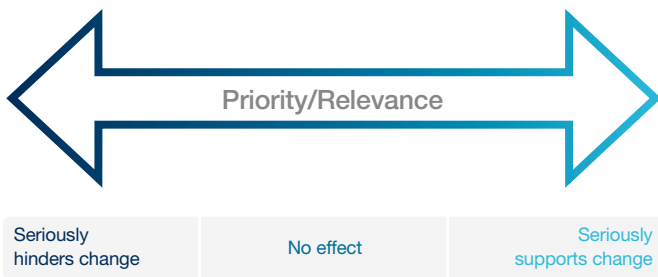 Priority/Relevance
Seriously
hinders change
No effect
Seriously
supports change